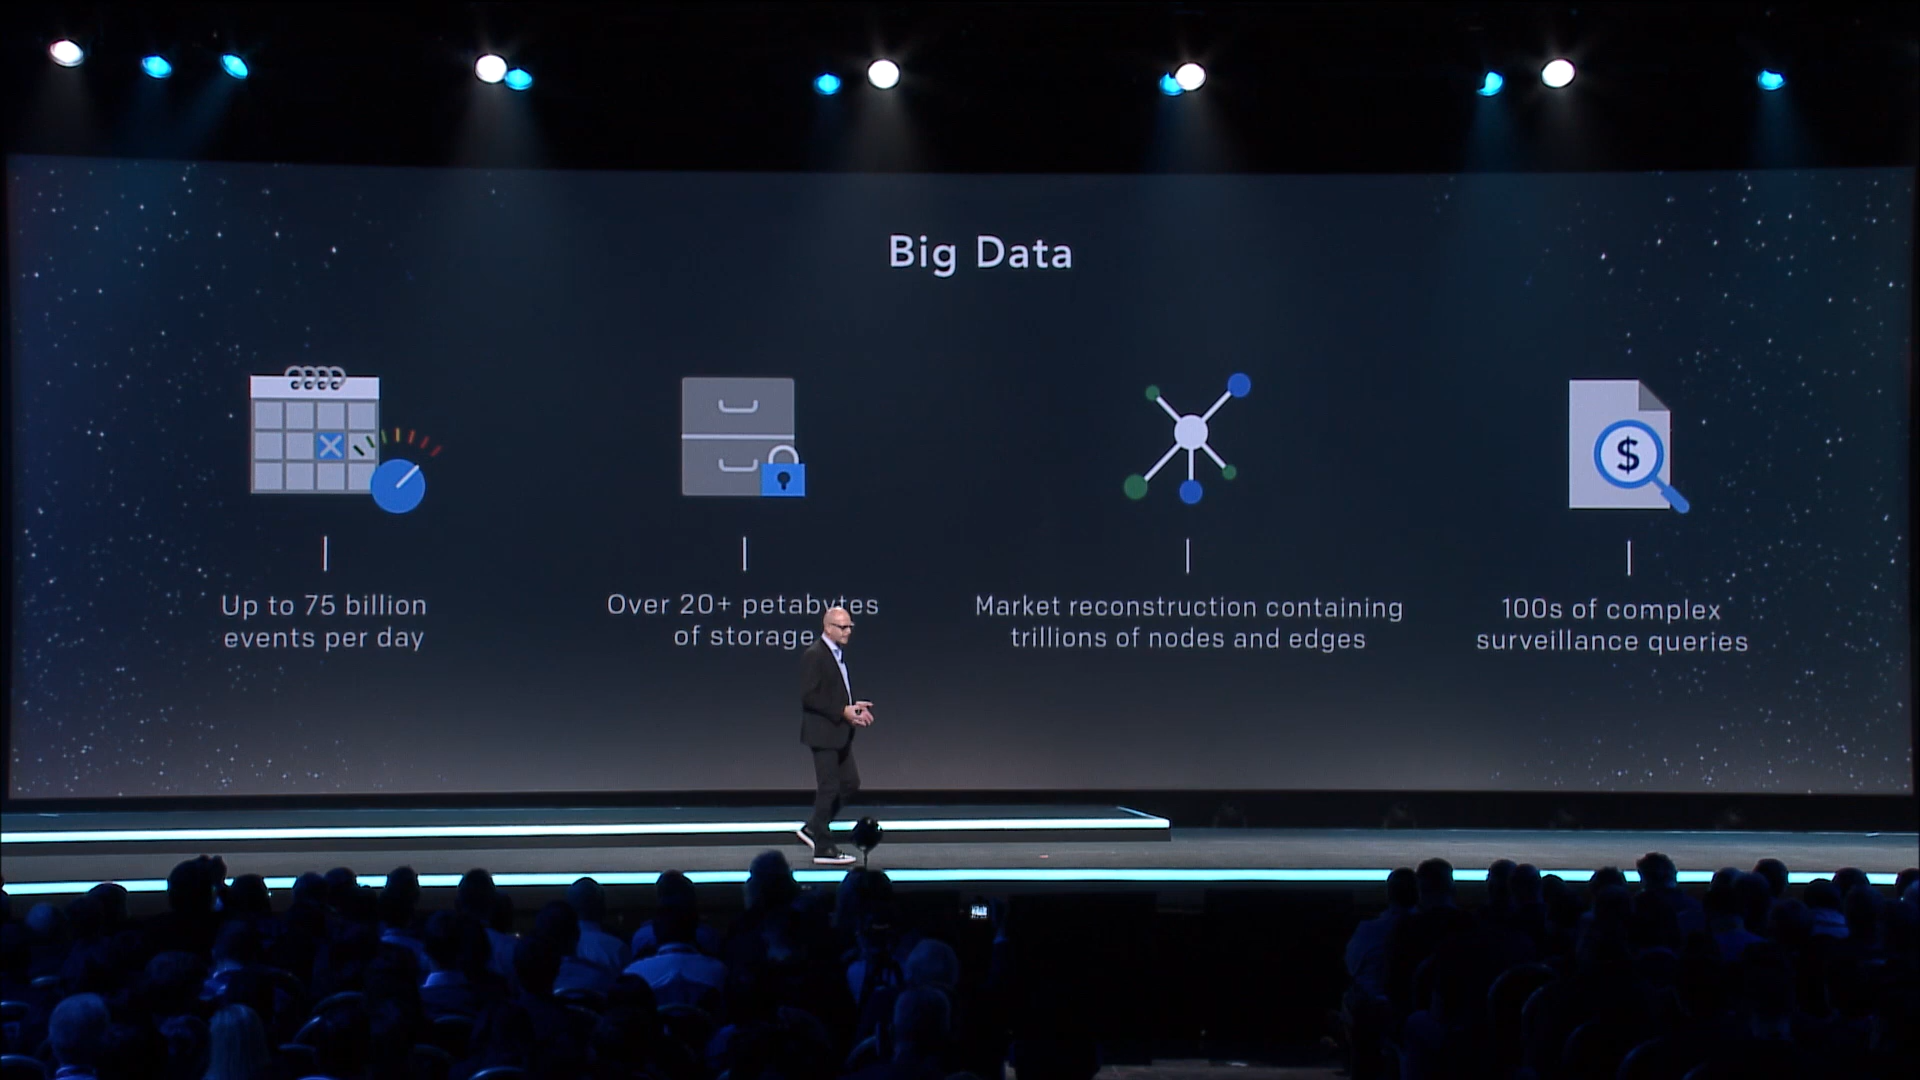 Big Data
Up to 75 billion
events per day
Over 20+ petabytes
of storage
Market reconstruction containing
trillions of nodes and edges
$
100s of complex
surveillance queries